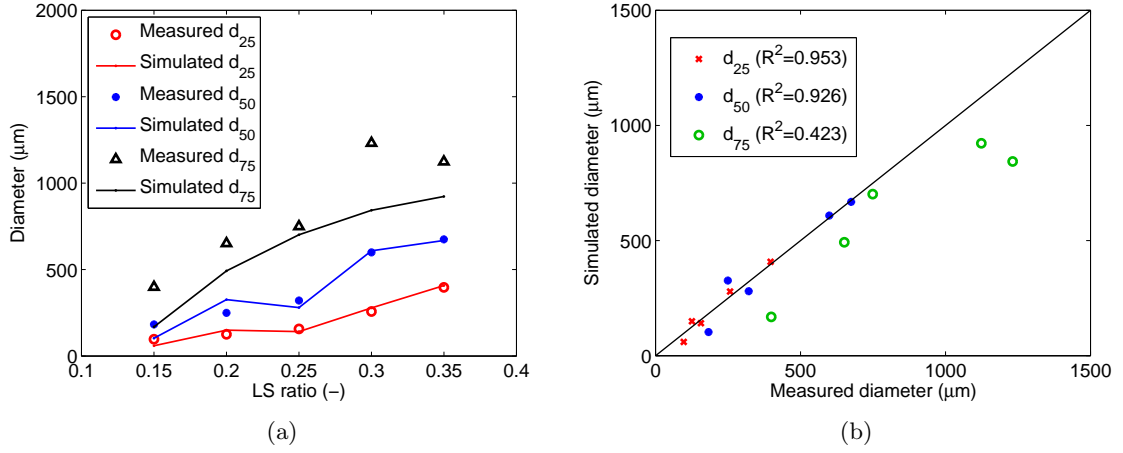 2000
1500
1000
500
0
Diameter (μm)
Measured d25
Simulated d25
Measured d50
Simulated d50
Measured d75
Simulated d75
0.1 0.15 0.2 0.25 0.3 0.35 0.4
LS ratio (−)
(a)
1500
1000
500
0
Simulated diameter (μm)
d25 (R²=0.953)
d50 (R²=0.926)
d75 (R²=0.423)
0 500 1000 1500
Measured diameter (μm)
(b)